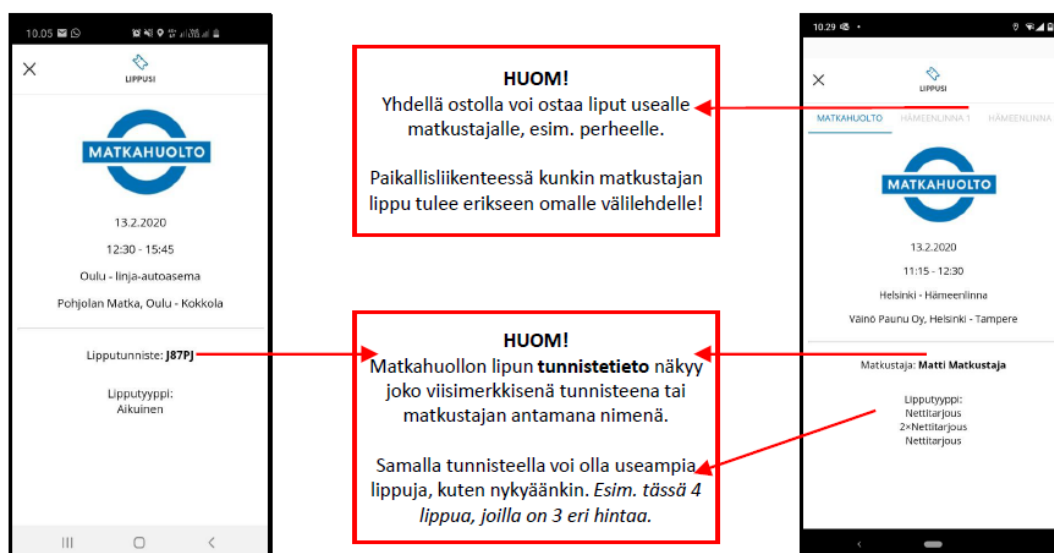 10.05
LIPPUSI
MATKAHUOLTO
13.2.2020
12:30 - 15:45
Oulu - linja-autoasema
Pohjolan Matka, Oulu - Kokkola
Lipputunniste: J87PJ
Lipputyyppi:
Aikuinen
HUOM!
Yhdellä ostolla voi ostaa liput usealle
matkustajalle, esim. perheelle.
Paikallisliikenteessä kunkin matkustajan
lippu tulee erikseen omalle välilehdelle!
HUOM!
Matkahuollon lipun tunnistetieto näkyy
joko viisimerkkisenä tunnisteena tai
matkustajan antamana nimenä.
Samalla tunnisteella voi olla useampia
lippuja, kuten nykyäänkin. Esim. tässä 4
lippua, joilla on 3 eri hintaa.
10.29
LIPPUSI
MATKAHUOLTO HÄMEENLINNA 1 HÄMEENLINNA
MATKAHUOLTO
13.2.2020
11:15 - 12:30
Helsinki - Hämeenlinna
Väinö Paunu Oy, Helsinki - Tampere
Matkustaja: Matti Matkustaja
Lipputyyppi:
Nettitarjous
2×Nettitarjous
Nettitarjous